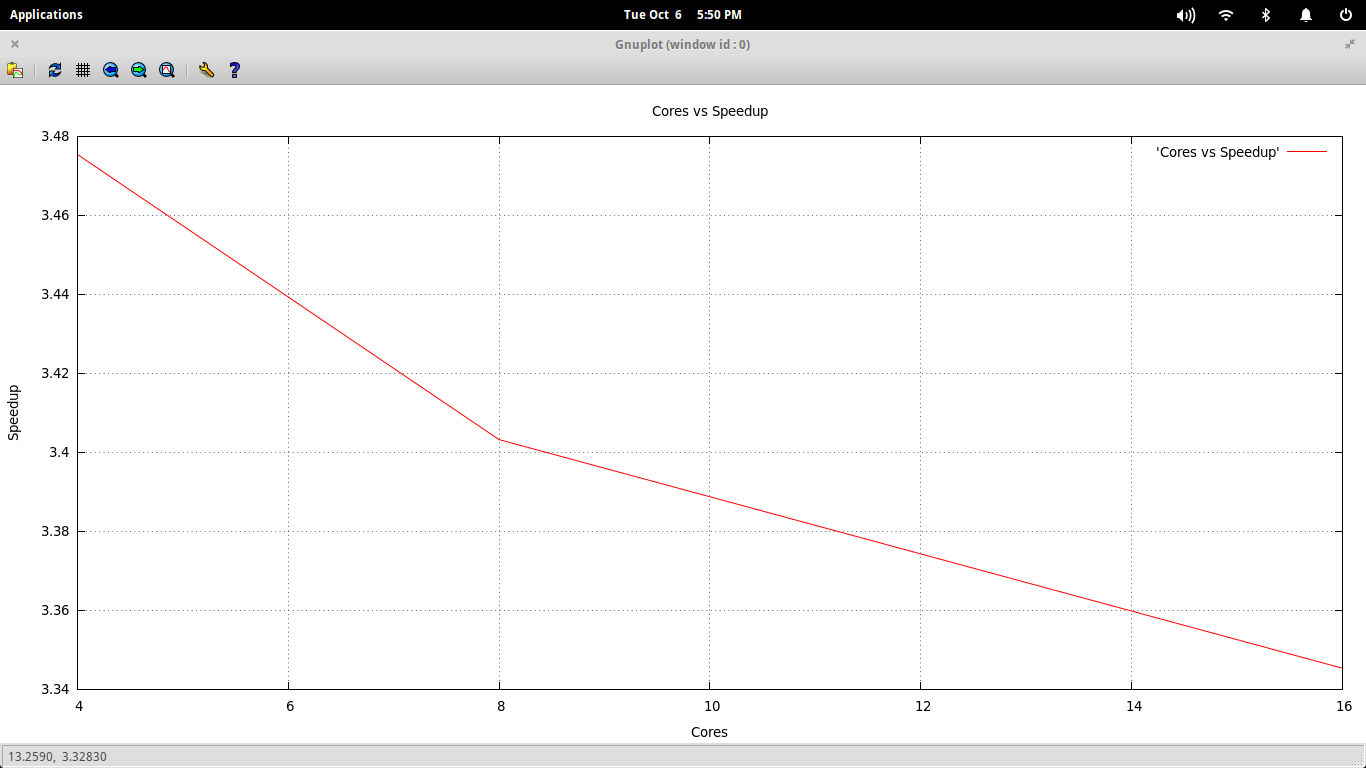 Applications
Tue Oct 6 5:50 PM
Gnuplot (window id : 0)
Cores vs Speedup
'Cores vs Speedup'
3.48
3.46
3.44
3.42
3.4
3.38
3.36
3.34
Speedup
4 6 8 10 12 14 16
Cores
13.2590, 3.32830